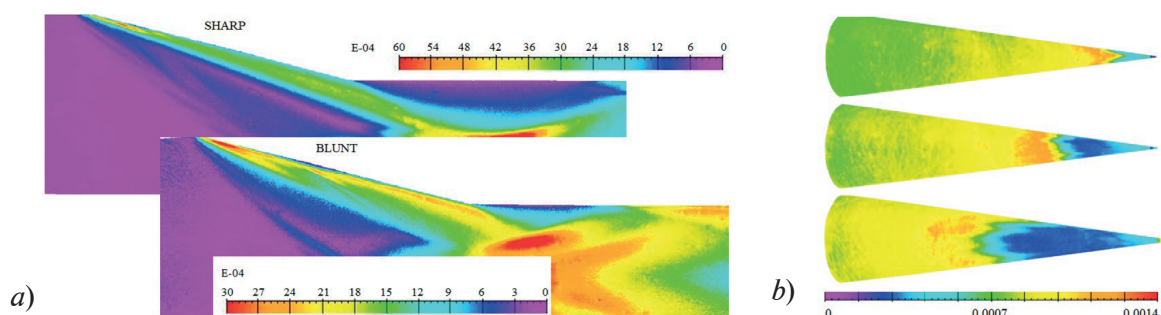 SHARP
E-04
60 54 48 42 36 30 24 18 12 6 0
BLUNT
E-04
30 27 24 21 18 15 12 9 6 3 0
a)
b)
0 0.0007 0.0014